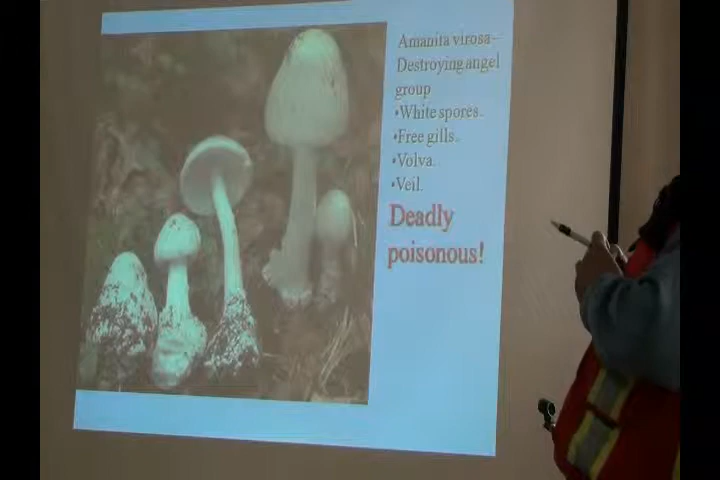 Amanita virosa–
Destroying angel
group
•White spores.
•Free gills.
•Volva.
•Veil.
Deadly
poisonous!